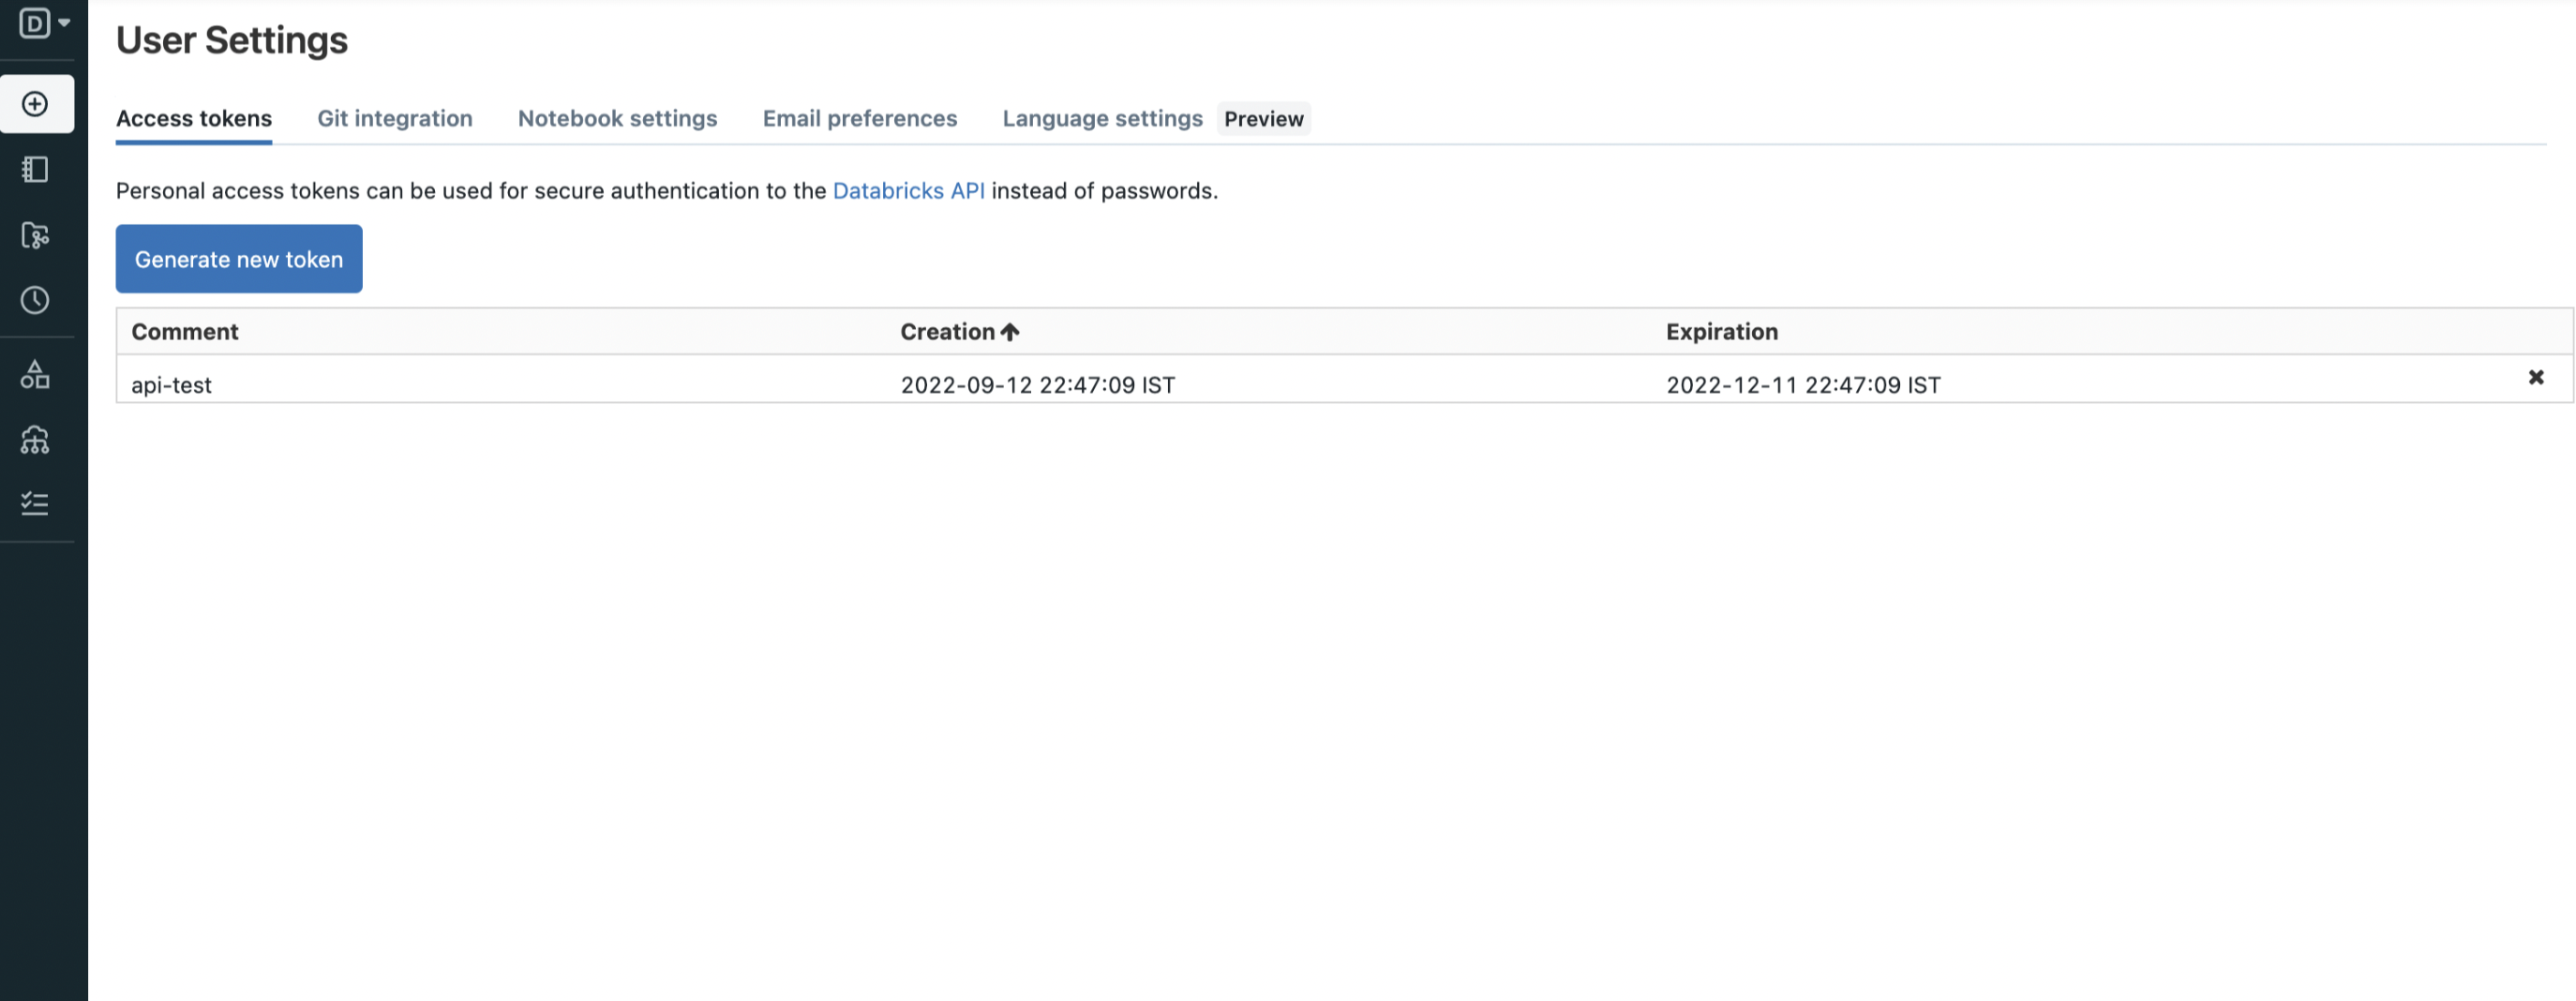 D
User Settings
Access tokens Git integration Notebook settings Email preferences Language settings Preview
Personal access tokens can be used for secure authentication to the Databricks API instead of passwords.
Generate new token
Comment Creation Expiration
api-test 2022-09-12 22:47:09 IST 2022-12-11 22:47:09 IST